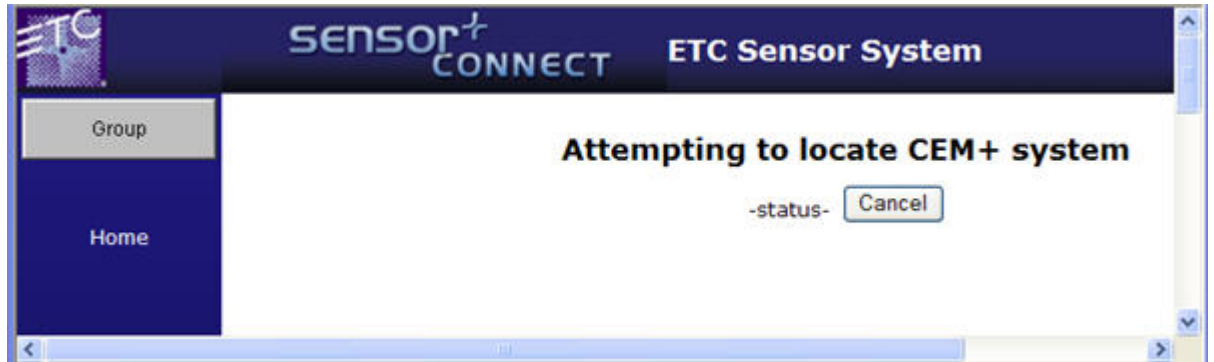 ETC
sensor+
CONNECT
ETC Sensor System
Group
Home
Attempting to locate CEM+ system
-status- Cancel